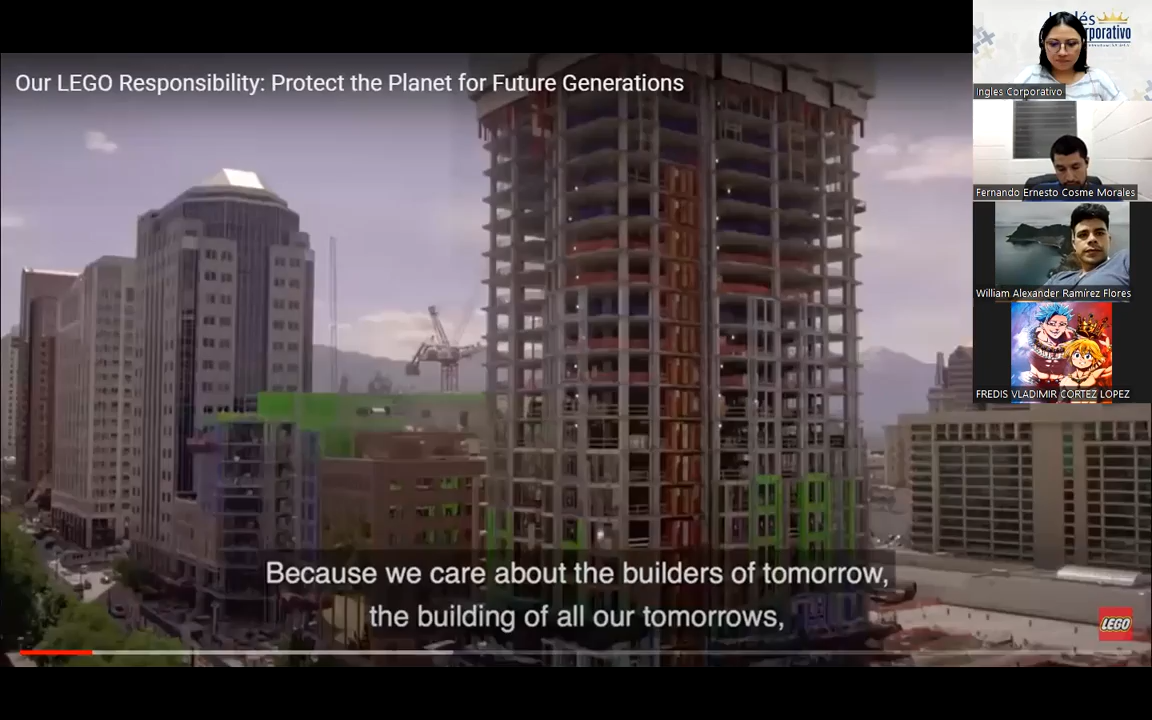 Our LEGO Responsibility: Protect the Planet for Future Generations
Because we care about the builders of tomorrow,
the building of all our tomorrows,
LEGO
Ingles Corporativo
Fernando Ernesto Cosme Morales
William Alexander Ramírez Flores
FREDIS VLADIMIR CORTEZ LOPEZ